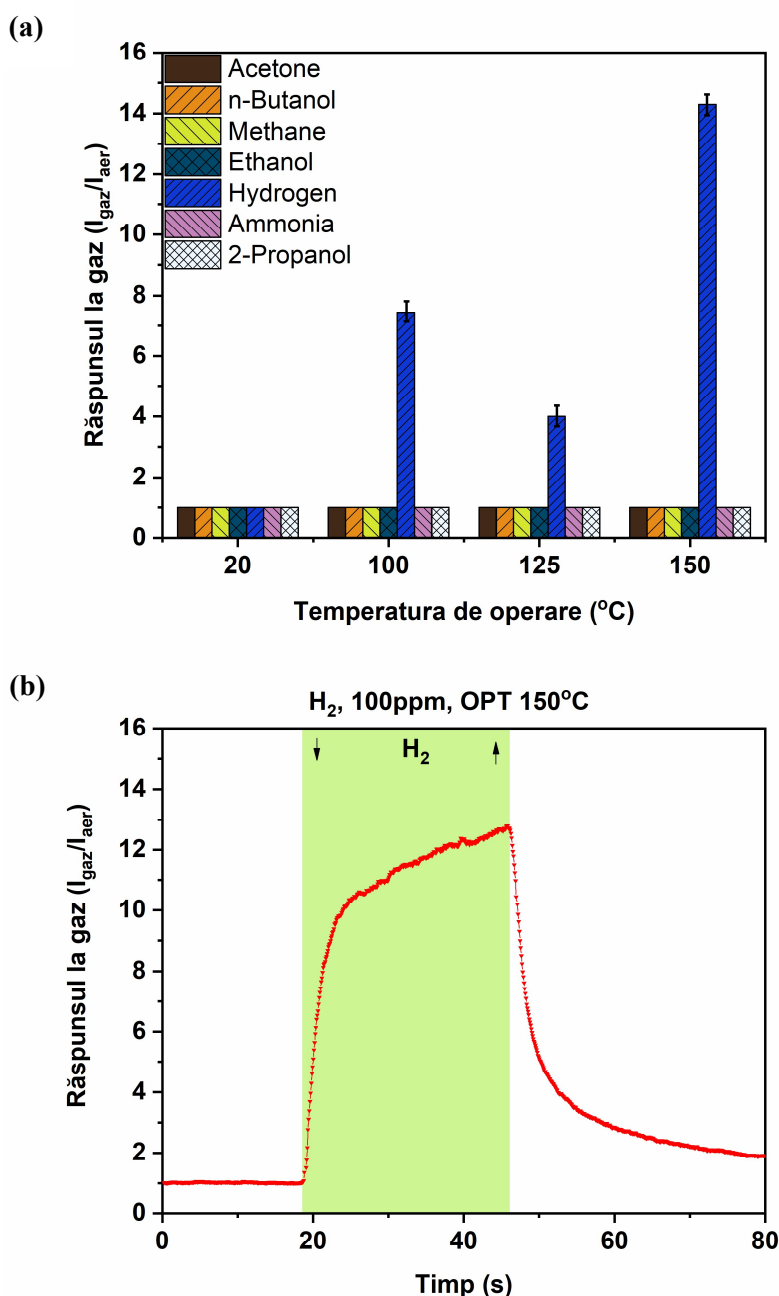 (a)
16
14
12
10
8
6
4
2
0
Răspunsul la gaz (Igaz/Iaer)
Acetone
n-Butanol
Methane
Ethanol
Hydrogen
Ammonia
2-Propanol
20 100 125 150
Temperatura de operare (°C)
(b)
H₂, 100ppm, OPT 150°C
16
14
12
10
8
6
4
2
0
Răspunsul la gaz (Igaz/Iaer)
H₂
0 20 40 60 80
Timp (s)